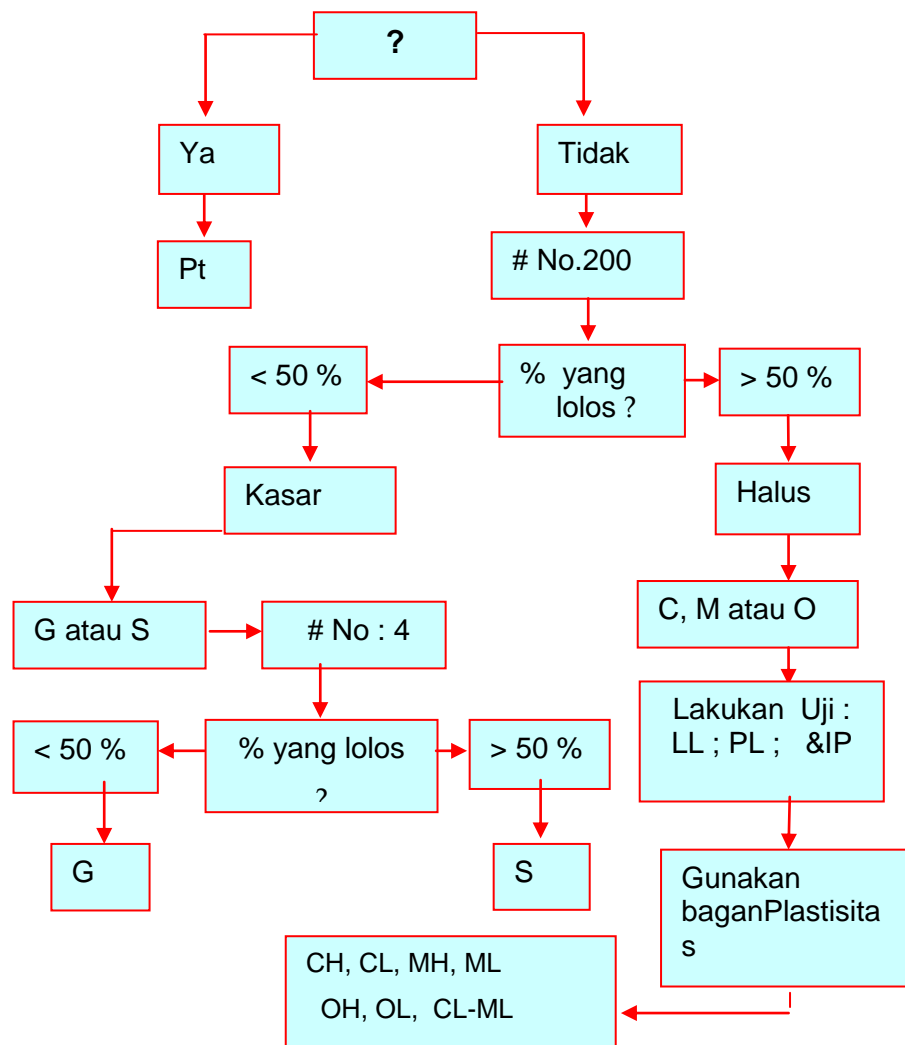 ?
Ya
Tidak
Pt
# No.200
< 50 %
% yang
lolos ?
> 50 %
Kasar
Halus
G atau S
# No : 4
C, M atau O
< 50 %
% yang lolos
?
> 50 %
Lakukan Uji :
LL ; PL ; &IP
G
S
Gunakan
baganPlastisita
s
CH, CL, MH, ML
OH, OL, CL-ML